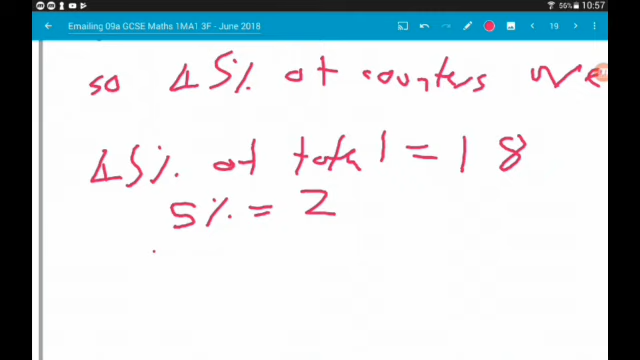 56% 10:57
Emailing 09a GCSE Maths 1MA1 3F - June 2018 19
so 45% of counters
45% of total = 18
5% = 2